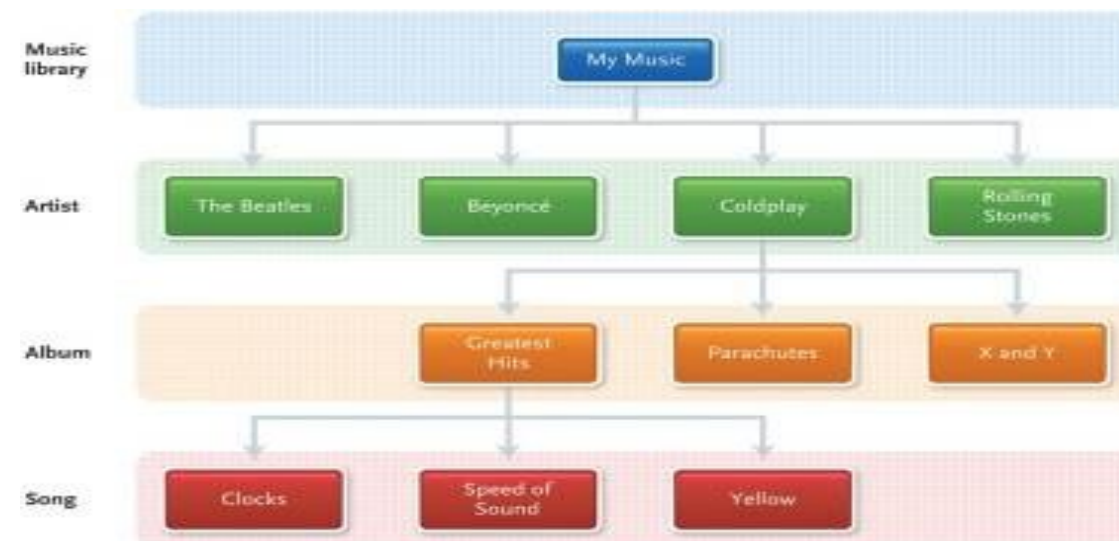 Music
library
My Music
Artist
The Beatles
Beyoncé
Coldplay
Rolling
Stones
Album
Greatest
Hits
Parachutes
X and Y
Song
Clocks
Speed of
Sound
Yellow